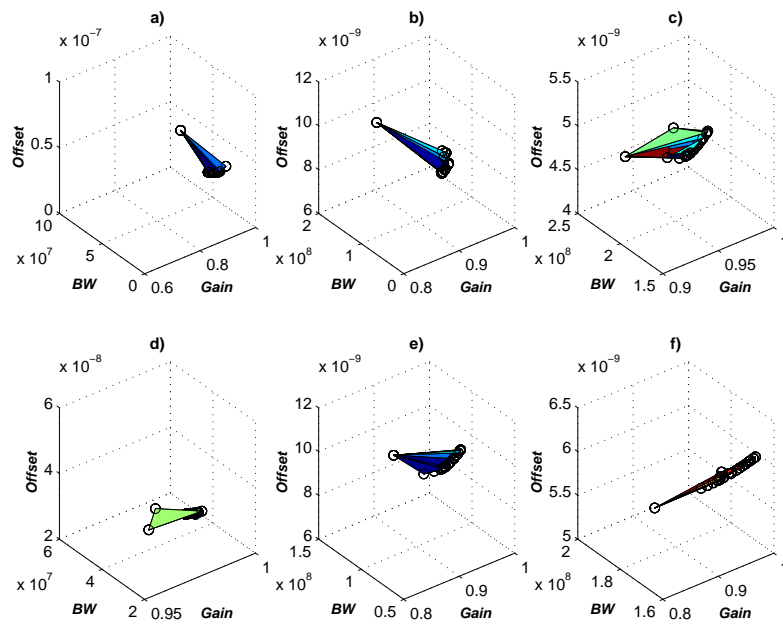 a)
x 10⁻⁷
1
0.5
0
Offset
10
5
0
x 10⁷
BW
0.6
0.8
1
Gain
b)
x 10⁻⁹
12
10
8
6
Offset
2
1
0
x 10⁸
BW
0.8
0.9
1
Gain
c)
x 10⁻⁹
5.5
5
4.5
4
Offset
2.5
2
1.5
x 10⁸
BW
0.9
0.95
1
Gain
d)
x 10⁻⁸
6
4
2
Offset
6
4
2
x 10⁷
BW
0.95
1
Gain
e)
x 10⁻⁹
12
10
8
6
Offset
1.5
1
0.5
x 10⁸
BW
0.8
0.9
1
Gain
f)
x 10⁻⁹
6.5
6
5.5
5
Offset
2
1.8
1.6
x 10⁸
BW
0.8
0.9
1
Gain